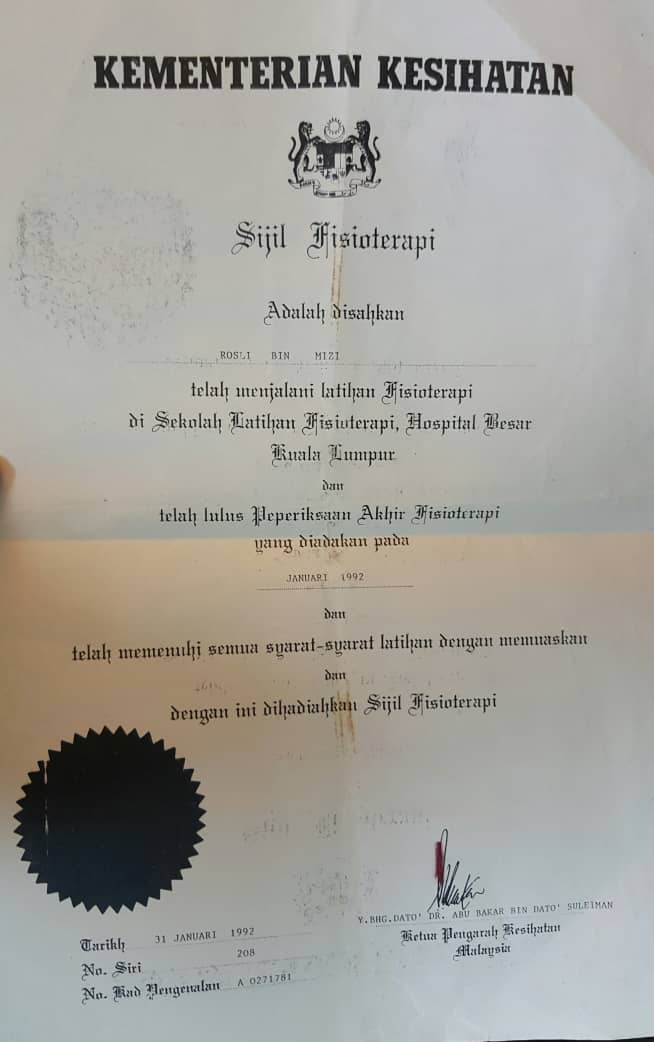 KEMENTERIAN KESIHATAN
Sijil Fisioterapi
Adalah disahkan
ROSLI BIN MIZI
telah menjalani latihan Fisioterapi
di Sekolah Latihan Fisioterapi, Hospital Besar
Kuala Lumpur
dan
telah lulus Peperiksaan Akhir Fisioterapi
yang diadakan pada
JANUARI 1992
dan
telah memenuhi semua syarat-syarat latihan dengan memuaskan
dan
dengan ini dihadiahkan Sijil Fisioterapi
Y.BHG.DATO' DR. ABU BAKAR BIN DATO' SULEIMAN
Ketua Pengarah Kesihatan
Malaysia
Tarikh 31 JANUARI 1992
No. Siri 208
No. Kad Pengenalan A 0271781